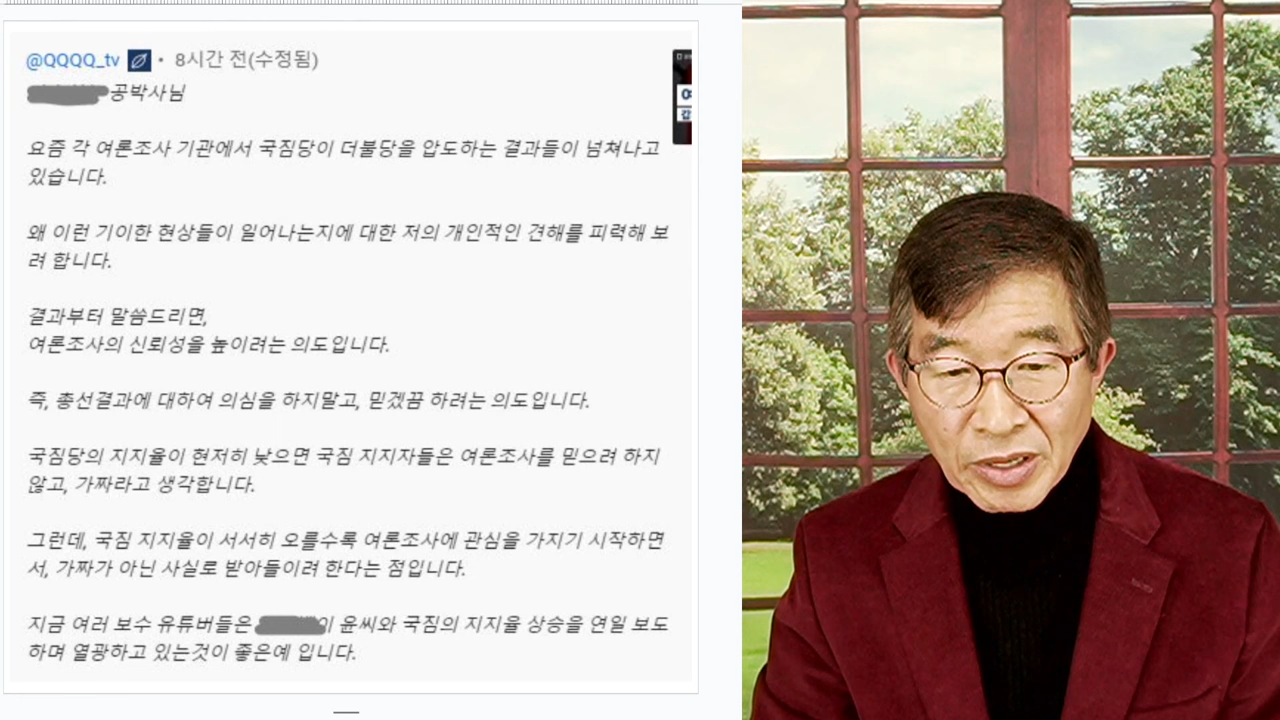 @QQQQ_tv • 8시간 전(수정됨)
공박사님
요즘 각 여론조사 기관에서 국짐당이 더불당을 압도하는 결과들이 넘쳐나고
있습니다.
왜 이런 기이한 현상들이 일어나는지에 대한 저의 개인적인 견해를 피력해 보
려 합니다.
결과부터 말씀드리면,
여론조사의 신뢰성을 높이려는 의도입니다.
즉, 총선결과에 대하여 의심을 하지말고, 믿겠끔 하려는 의도입니다.
국짐당의 지지율이 현저히 낮으면 국짐 지지자들은 여론조사를 믿으려 하지
않고, 가짜라고 생각합니다.
그런데, 국짐 지지율이 서서히 오를수록 여론조사에 관심을 가지기 시작하면
서, 가짜가 아닌 사실로 받아들이려 한다는 점입니다.
지금 여러 보수 유튜버들은 이 윤씨와 국짐의 지지율 상승을 연일 보도
하며 열광하고 있는것이 좋은예 입니다.